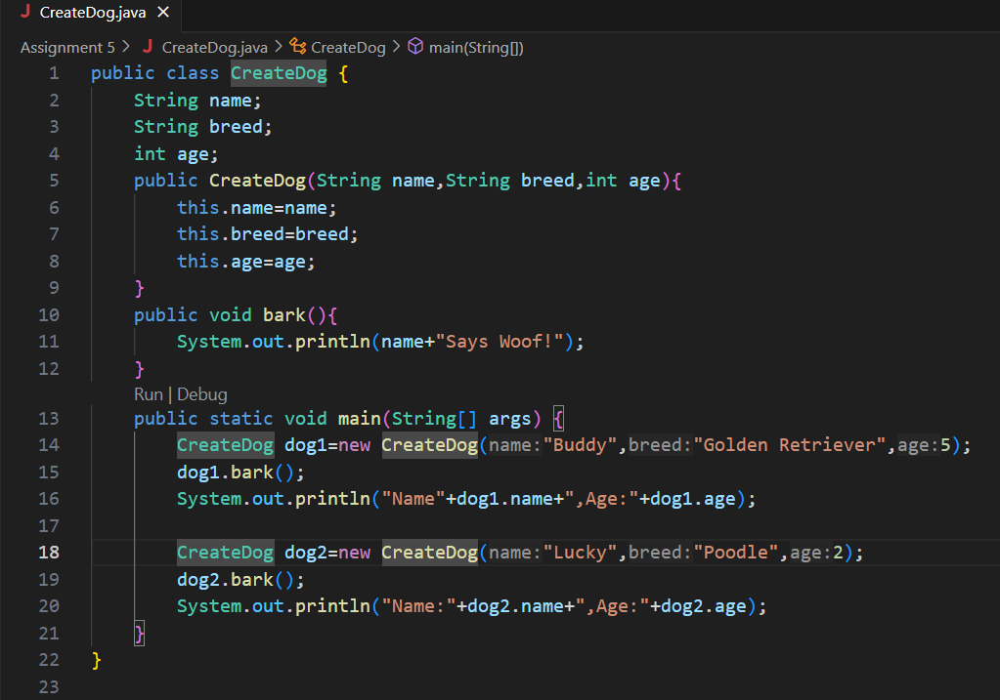 J CreateDog.java ×
Assignment 5 > J CreateDog.java > CreateDog > main(String[])
1 public class CreateDog {
2     String name;
3     String breed;
4     int age;
5     public CreateDog(String name,String breed,int age){
6         this.name=name;
7         this.breed=breed;
8         this.age=age;
9     }
10     public void bark(){
11         System.out.println(name+"Says Woof!");
12     }
Run | Debug
13     public static void main(String[] args) {
14         CreateDog dog1=new CreateDog(name:"Buddy",breed:"Golden Retriever",age:5);
15         dog1.bark();
16         System.out.println("Name"+dog1.name+",Age:"+dog1.age);
17
18         CreateDog dog2=new CreateDog(name:"Lucky",breed:"Poodle",age:2);
19         dog2.bark();
20         System.out.println("Name:"+dog2.name+",Age:"+dog2.age);
21     }
22 }
23